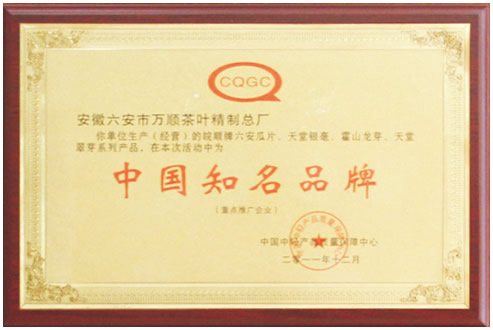 CQGC
安徽六安市万顺茶叶精制总厂
你单位生产（经营）的皖顺牌六安瓜片、天堂银毫、霍山龙芽、天堂
翠芽系列产品。在本次活动中为
中国知名品牌
（重点推广企业）
中国中轻产品质量保障中心
二〇一一年十二月